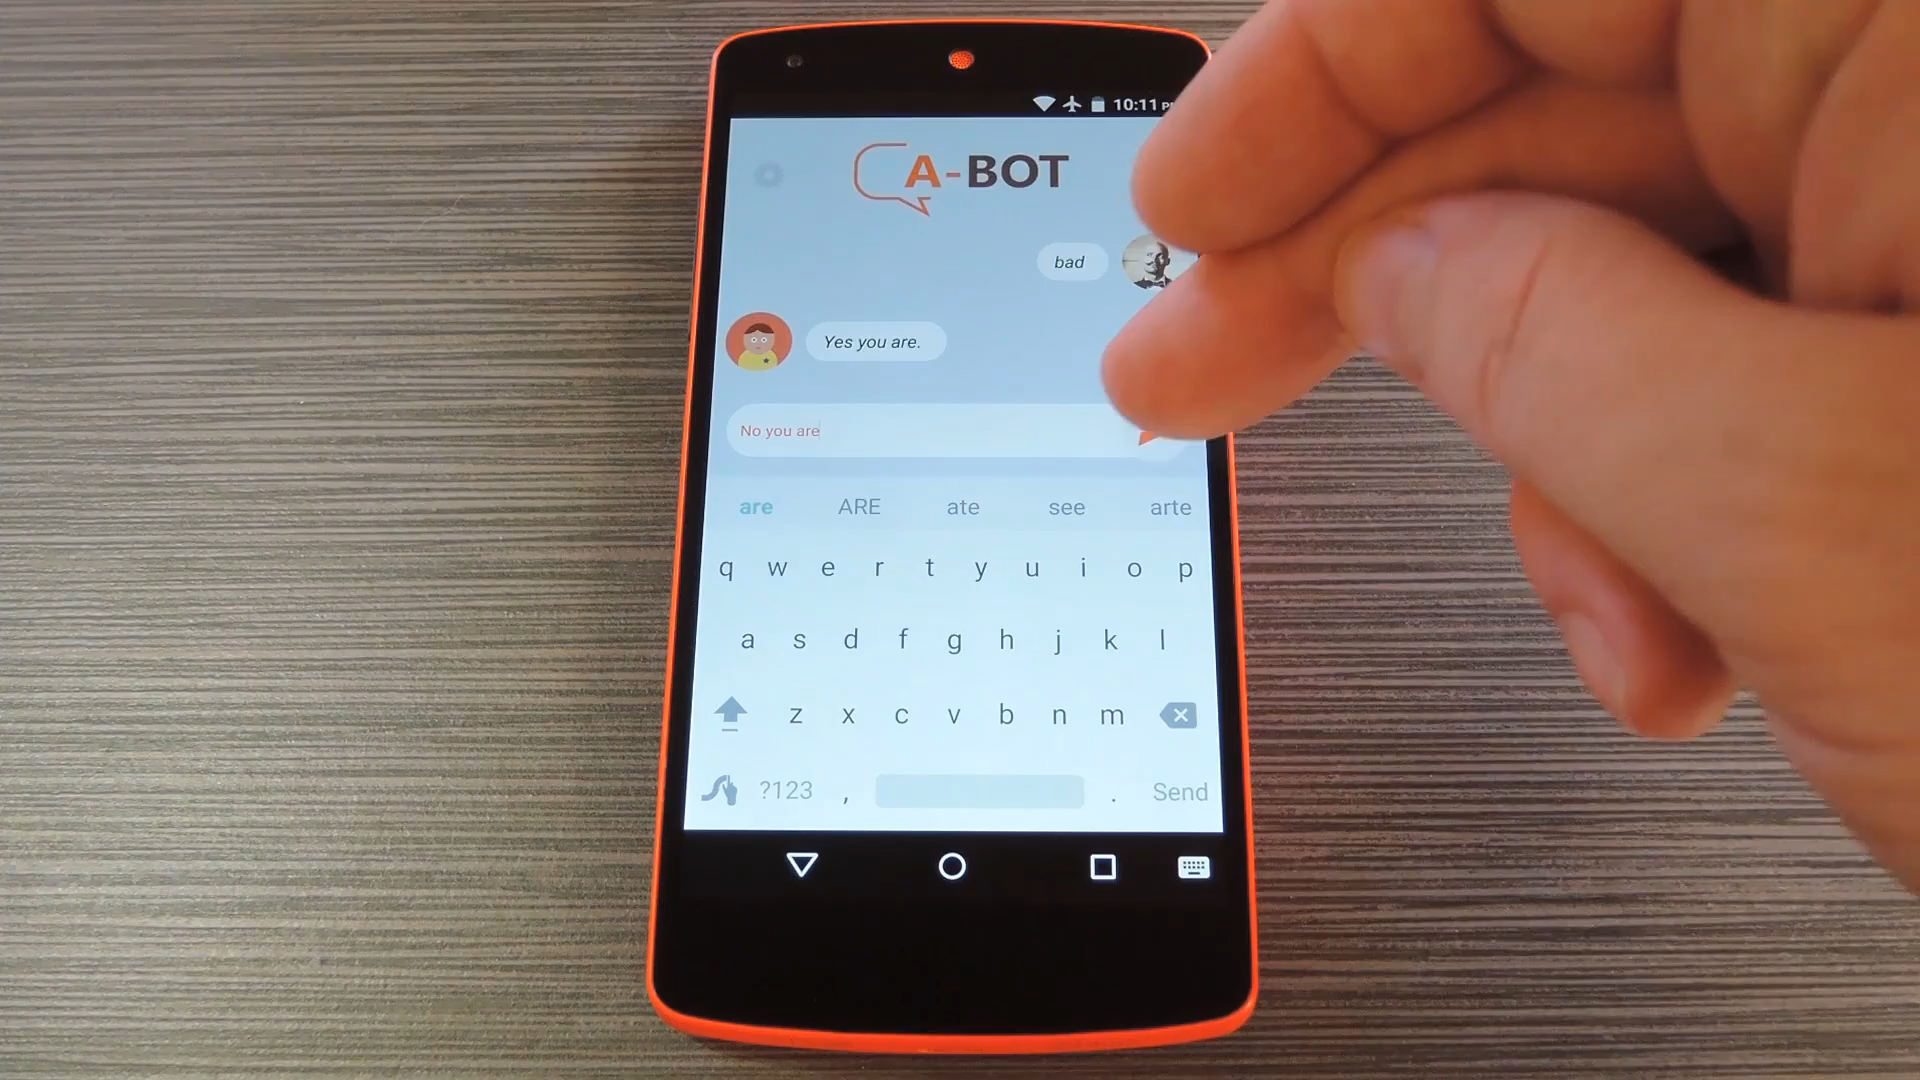 10:11
A-BOT
bad
Yes you are.
No you are
are ARE ate see arte
q w e r t y u i o p
a s d f g h j k l
z x c v b n m
?123 , . Send